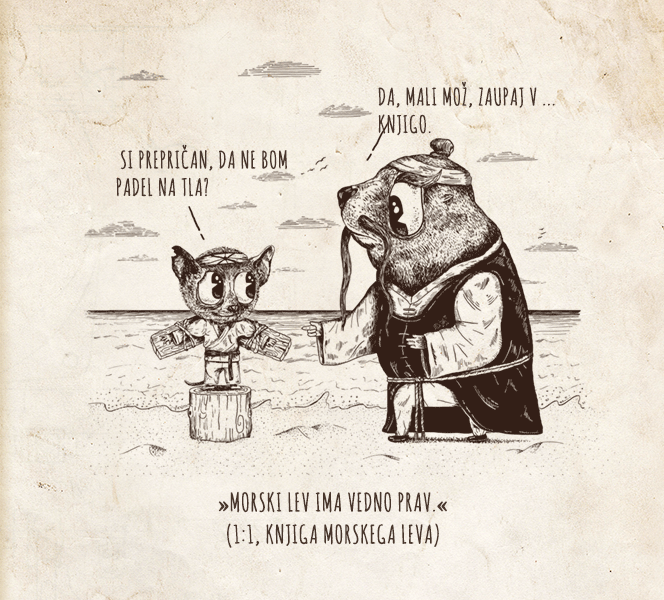 DA, MALI MOŽ, ZAUPAJ V ...
KNJIGO.
SI PREPRIČAN, DA NE BOM
PADEL NA TLA?
»MORSKI LEV IMA VEDNO PRAV.«
(1:1, KNJIGA MORSKEGA LEVA)